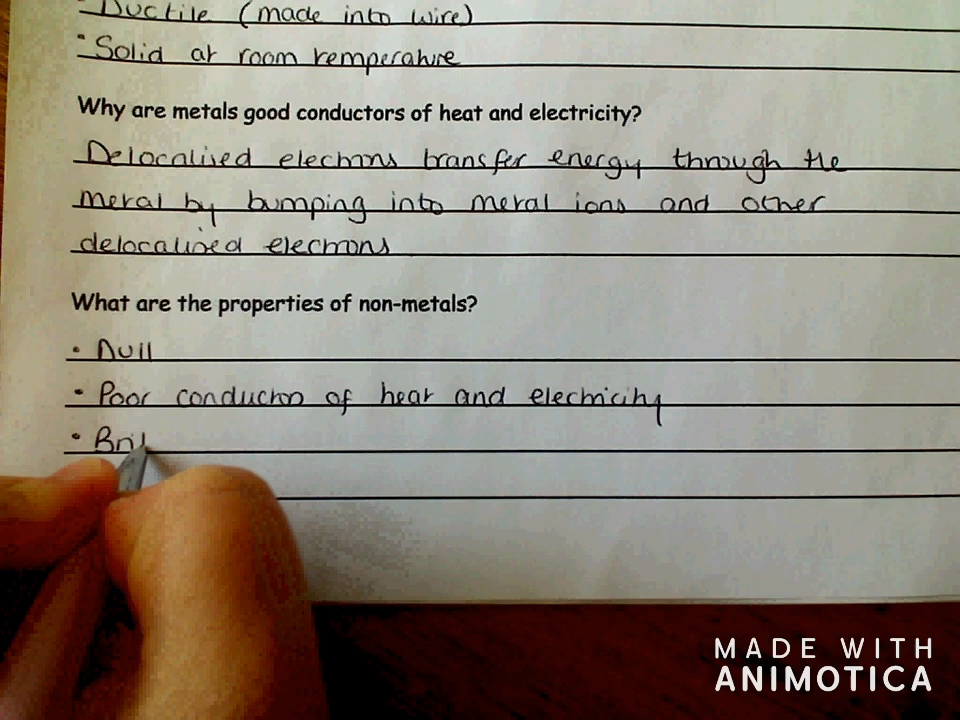 · Ductile (made into wire)
· Solid at room temperature
Why are metals good conductors of heat and electricity?
Delocalised electrons transfer energy through the
metal by bumping into metal ions and other
delocalised electrons
What are the properties of non-metals?
· Dull
· Poor conductors of heat and electricity
· Brit
MADE WITH
ANIMOTICA